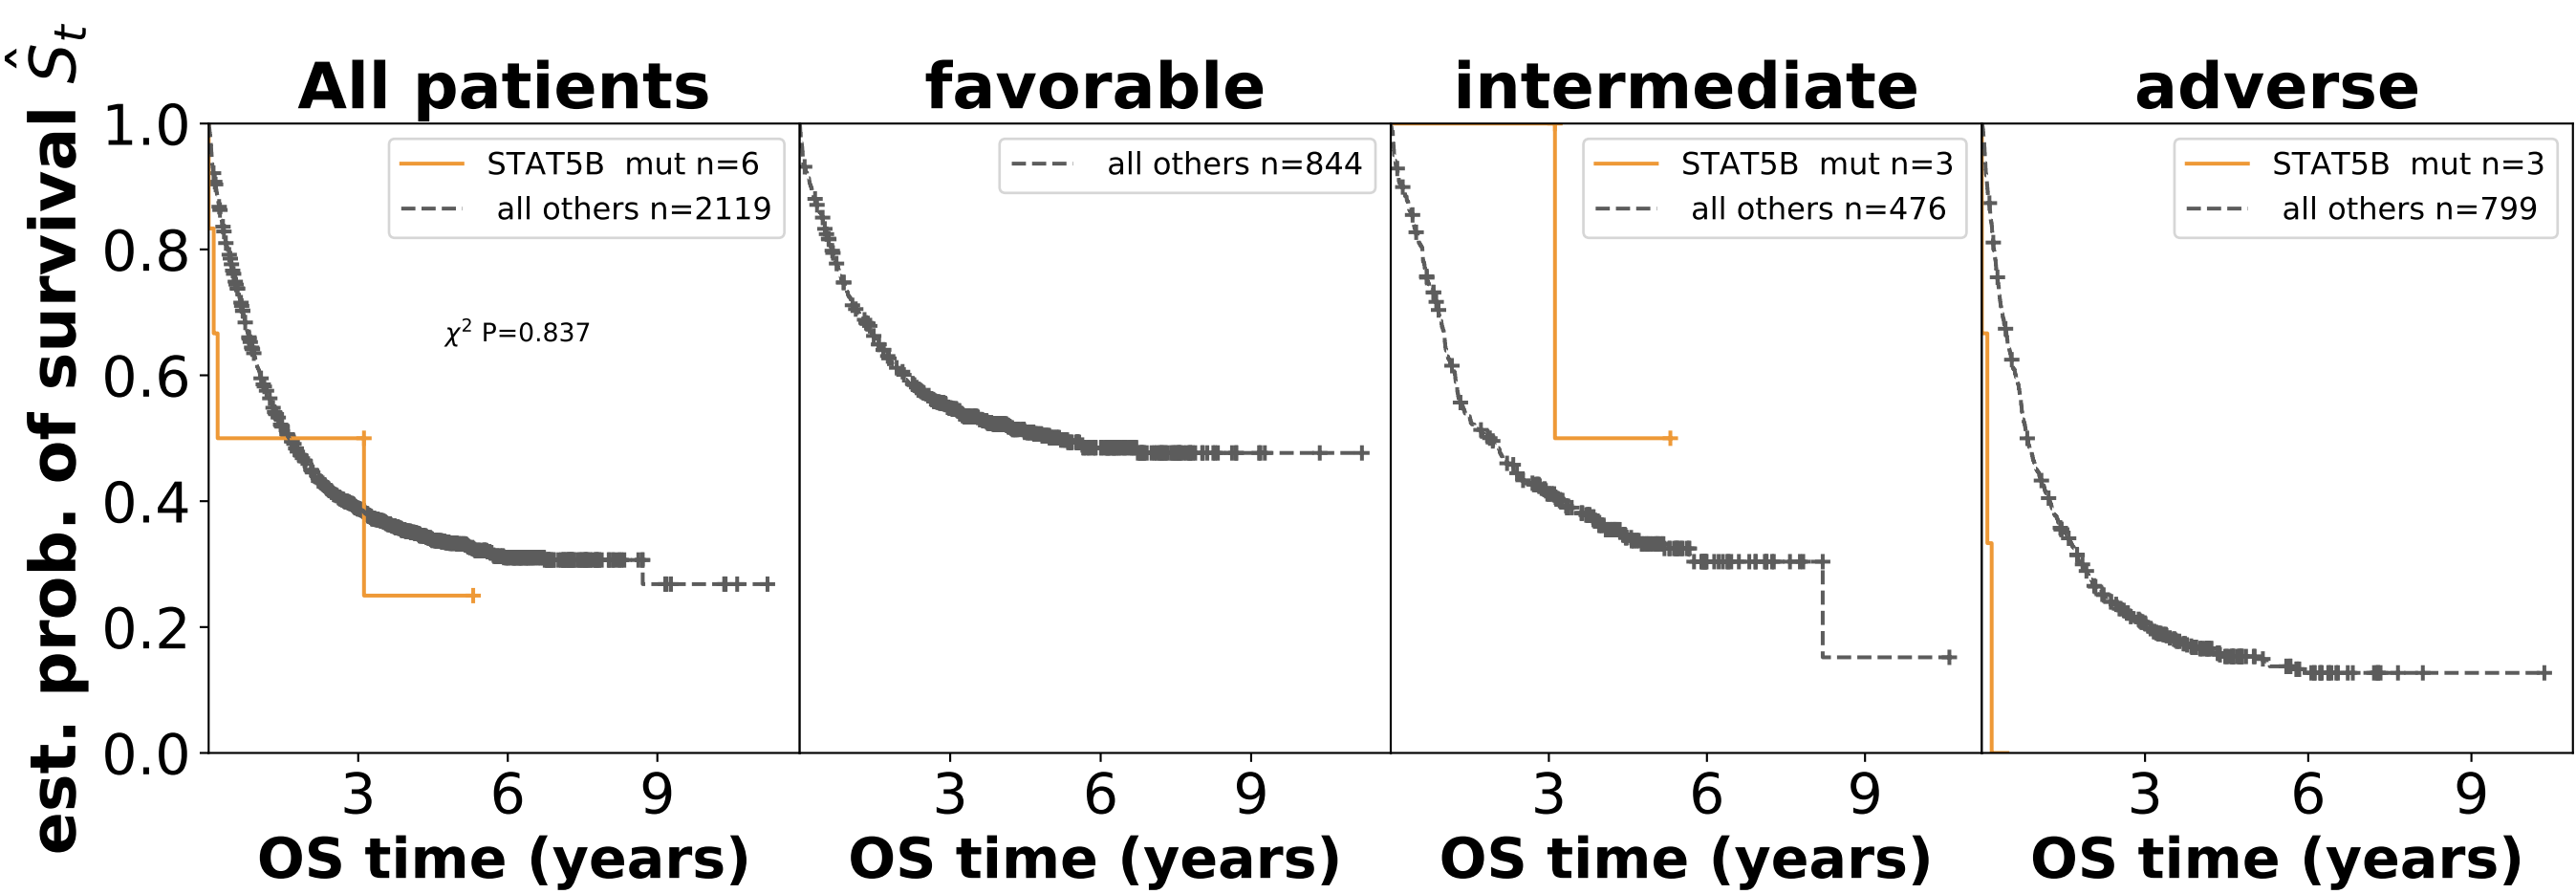 est. prob. of survival Ŝt
All patients
favorable
intermediate
adverse
1.0
0.8
0.6
0.4
0.2
0.0
STAT5B mut n=6
all others n=2119
χ² P=0.837
3 6 9
OS time (years)
all others n=844
3 6 9
OS time (years)
STAT5B mut n=3
all others n=476
3 6 9
OS time (years)
STAT5B mut n=3
all others n=799
3 6 9
OS time (years)